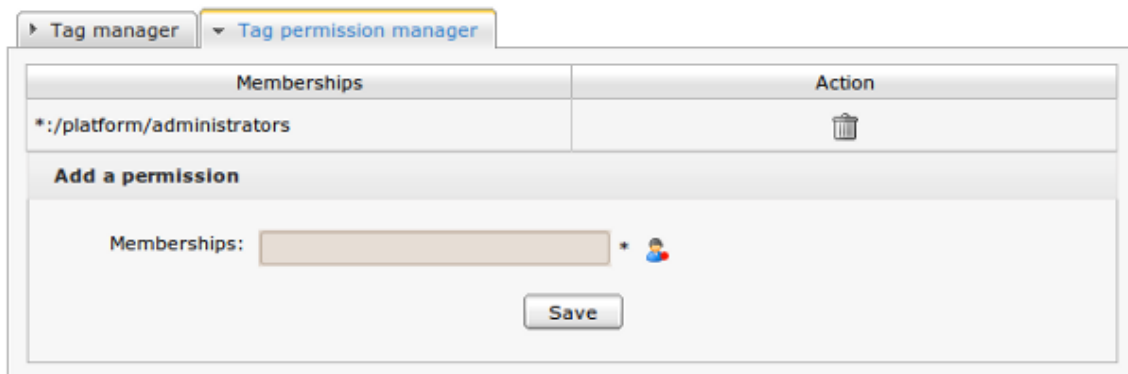 Tag manager Tag permission manager
Memberships Action
*:/platform/administrators
Add a permission
Memberships: *
Save